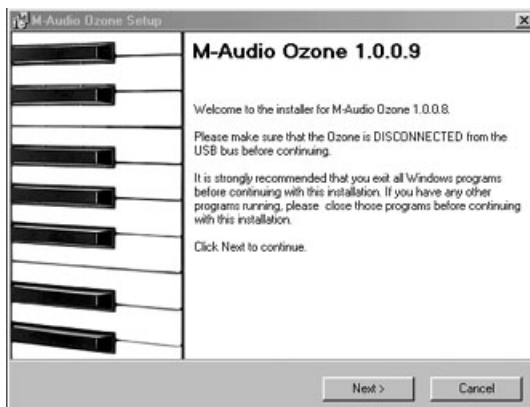 M-Audio Ozone Setup
M-Audio Ozone 1.0.0.9
Welcome to the installer for M-Audio Ozone 1.0.0.8.
Please make sure that the Ozone is DISCONNECTED from the
USB bus before continuing.
It is strongly recommended that you exit all Windows programs
before continuing with this installation. If you have any other
programs running, please close those programs before continuing
with this installation.
Click Next to continue.
Next >
Cancel